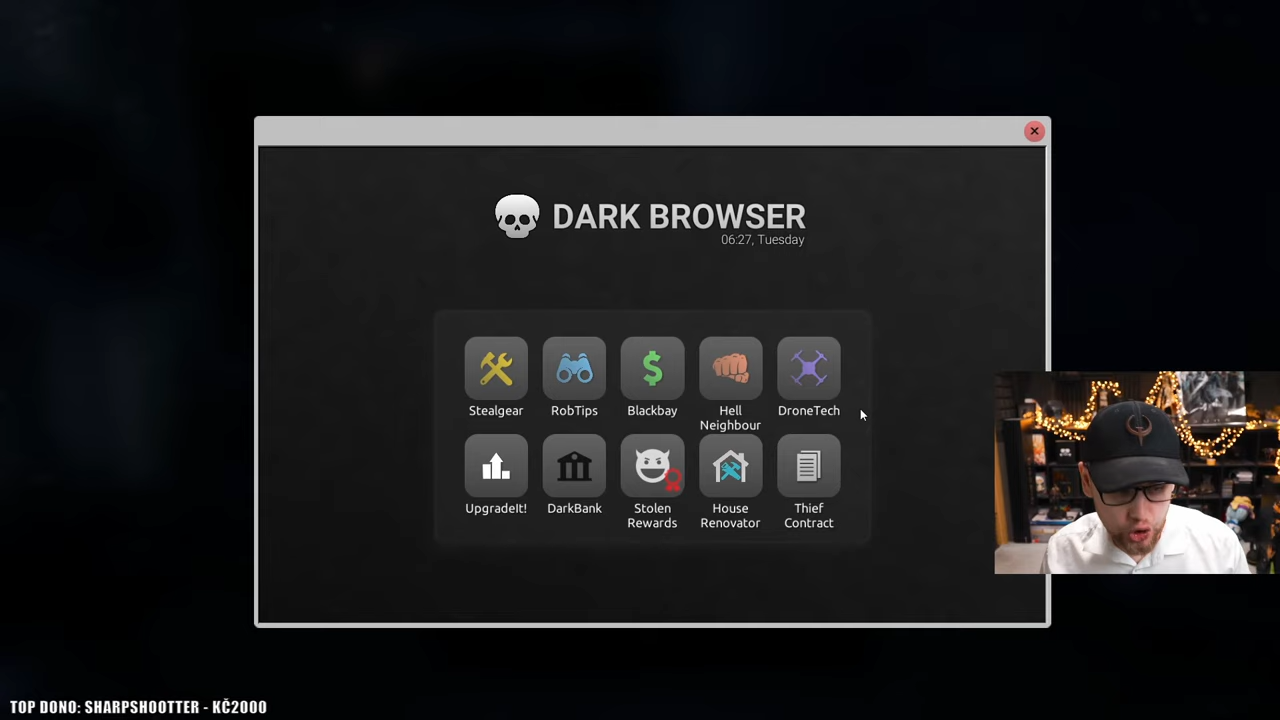 DARK BROWSER
06:27, Tuesday
Stealgear
RobTips
Blackbay
Hell
Neighbour
DroneTech
UpgradeIt!
DarkBank
Stolen
Rewards
House
Renovator
Thief
Contract
TOP DONO: SHARPSHOOTTER - KČ2000